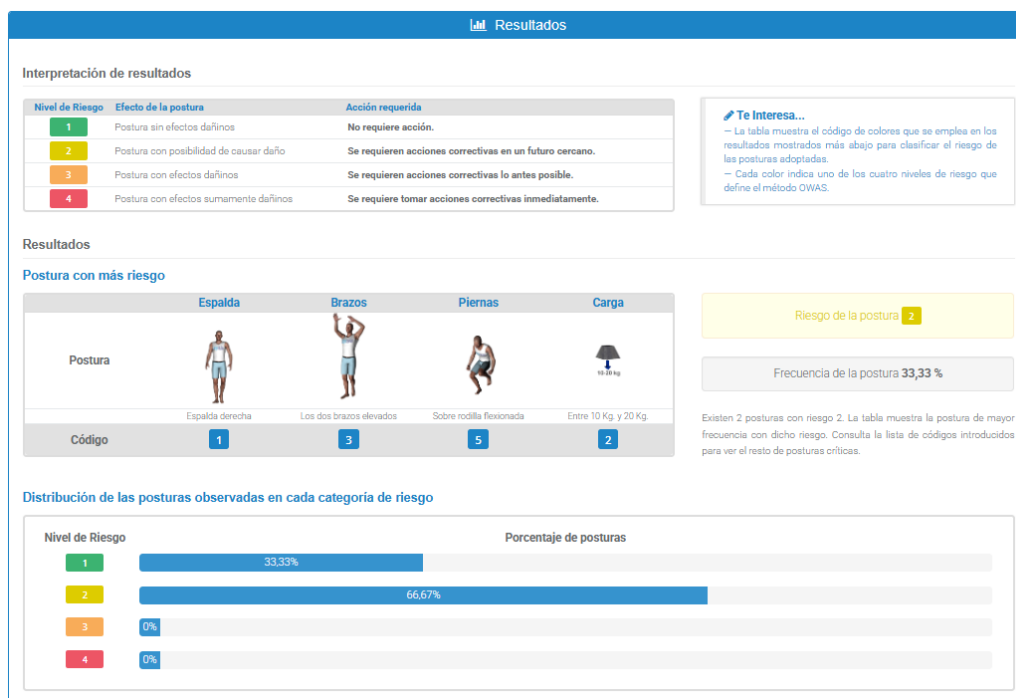 Resultados
Interpretación de resultados
Nivel de Riesgo Efecto de la postura Acción requerida
1 Postura sin efectos dañinos No requiere acción.
2 Postura con posibilidad de causar daño Se requieren acciones correctivas en un futuro cercano.
3 Postura con efectos dañinos Se requieren acciones correctivas lo antes posible.
4 Postura con efectos sumamente dañinos Se requiere tomar acciones correctivas inmediatamente.
Te Interesa...
— La tabla muestra el código de colores que se emplea en los
resultados mostrados más abajo para clasificar el riesgo de
las posturas adoptadas.
— Cada color indica uno de los cuatro niveles de riesgo que
define el método OWAS.
Resultados
Postura con más riesgo
Espalda Brazos Piernas Carga
Postura
10-20 kg
Espalda derecha Los dos brazos elevados Sobre rodilla flexionada Entre 10 Kg. y 20 Kg.
Código 1 3 5 2
Riesgo de la postura 2
Frecuencia de la postura 33,33 %
Existen 2 posturas con riesgo 2. La tabla muestra la postura de mayor
frecuencia con dicho riesgo. Consulta la lista de códigos introducidos
para ver el resto de posturas críticas.
Distribución de las posturas observadas en cada categoría de riesgo
Nivel de Riesgo Porcentaje de posturas
1 33,33%
2 66,67%
3 0%
4 0%